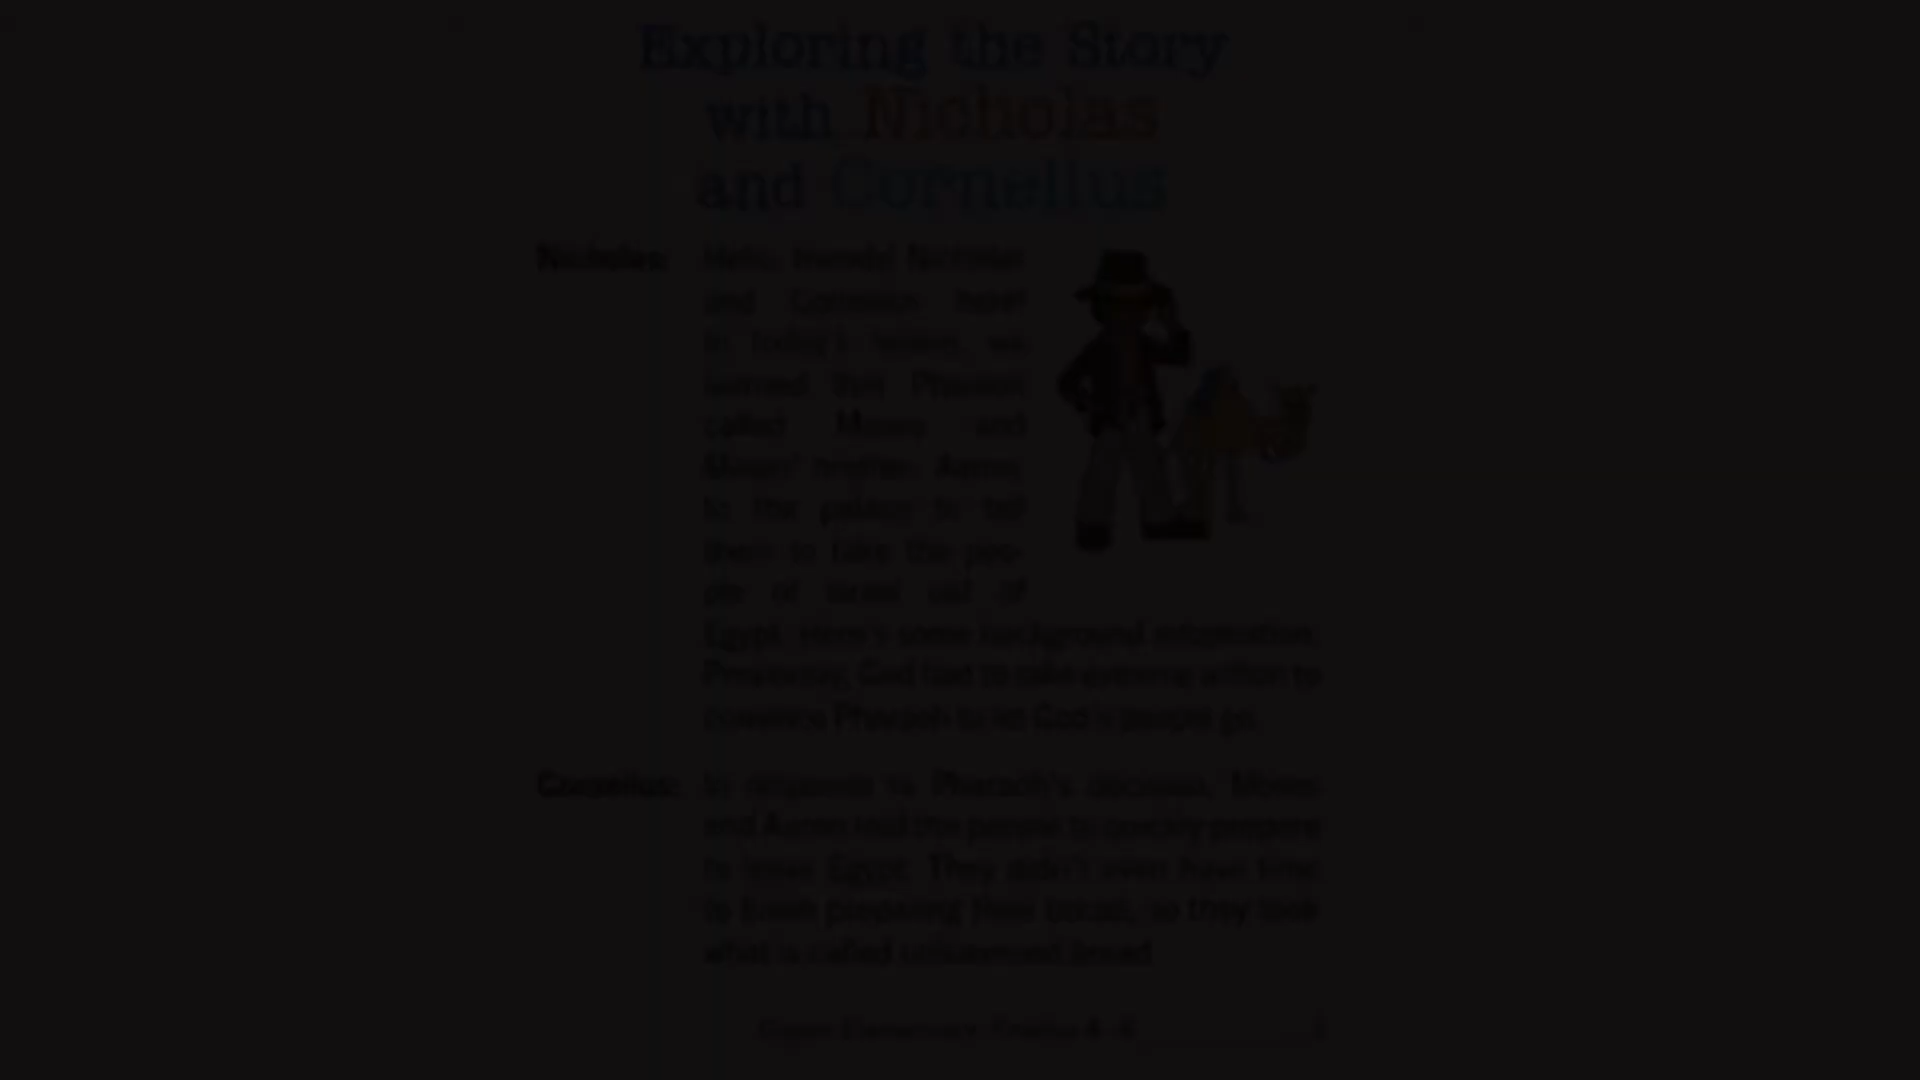 Exploring the Story
with Nicholas
and Cornelius
Nicholas: Hello, friends! Nicholas
and Cornelius here!
In today's lesson, we
learned that Pharaoh
called Moses and
Moses' brother, Aaron,
to the palace to tell
them to take the peo-
ple of Israel out of
Egypt. Here's some background information.
Previously, God had to take extreme action to
convince Pharaoh to let God's people go.
Cornelius: In response to Pharaoh's decision, Moses
and Aaron told the people to quickly prepare
to leave Egypt. They didn't even have time
to finish preparing their bread, so they took
what is called unleavened bread.